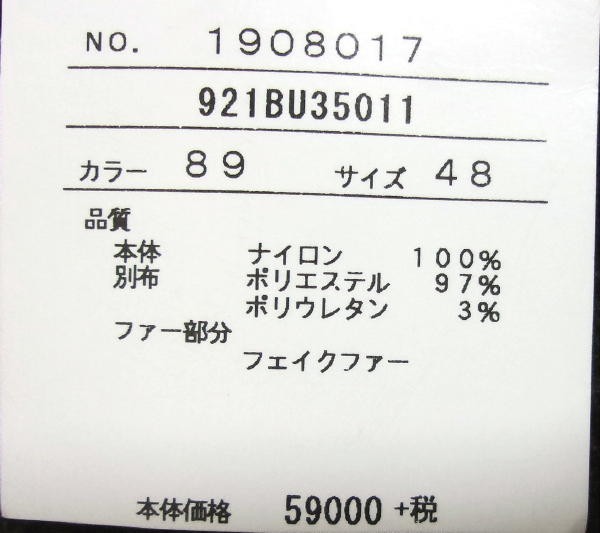 NO. 1908017
921BU35011
カラー 89 サイズ 48
品質
本体 ナイロン 100%
別布 ポリエステル 97%
ポリウレタン 3%
ファー部分
フェイクファー
本体価格 59000 +税